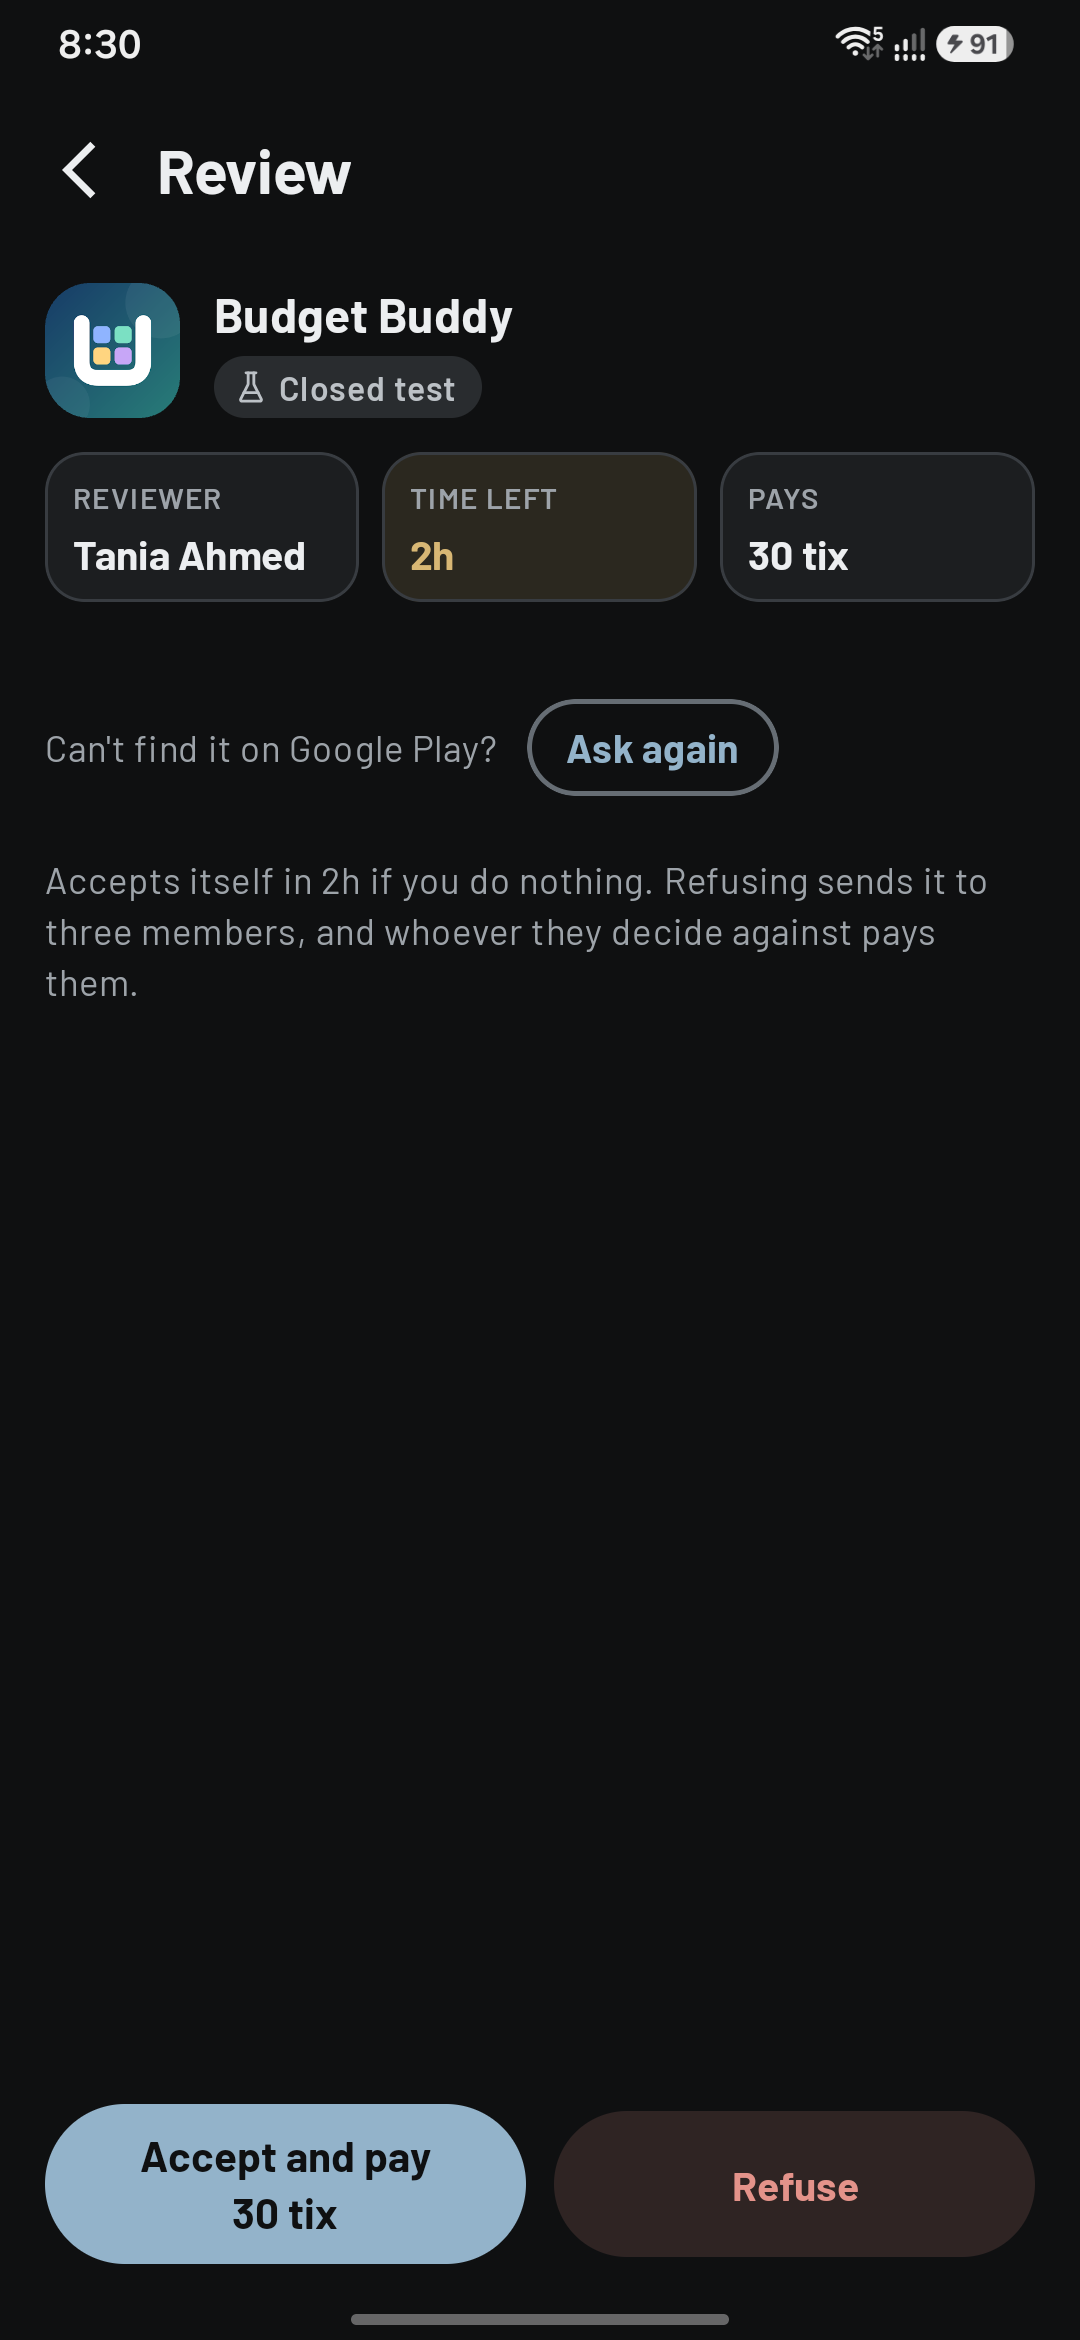 8:30
5
91
Review
Budget Buddy
Closed test
REVIEWER
Tania Ahmed
TIME LEFT
2h
PAYS
30 tix
Can't find it on Google Play?
Ask again
Accepts itself in 2h if you do nothing. Refusing sends it to
three members, and whoever they decide against pays
them.
Accept and pay
30 tix
Refuse